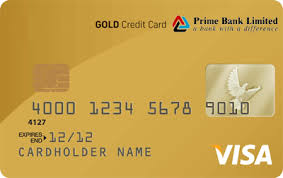 GOLD Credit Card
Prime Bank Limited
a bank with a difference
4000 1234 5678 9010
4127
EXPIRES END 12/12
CARDHOLDER NAME
VISA